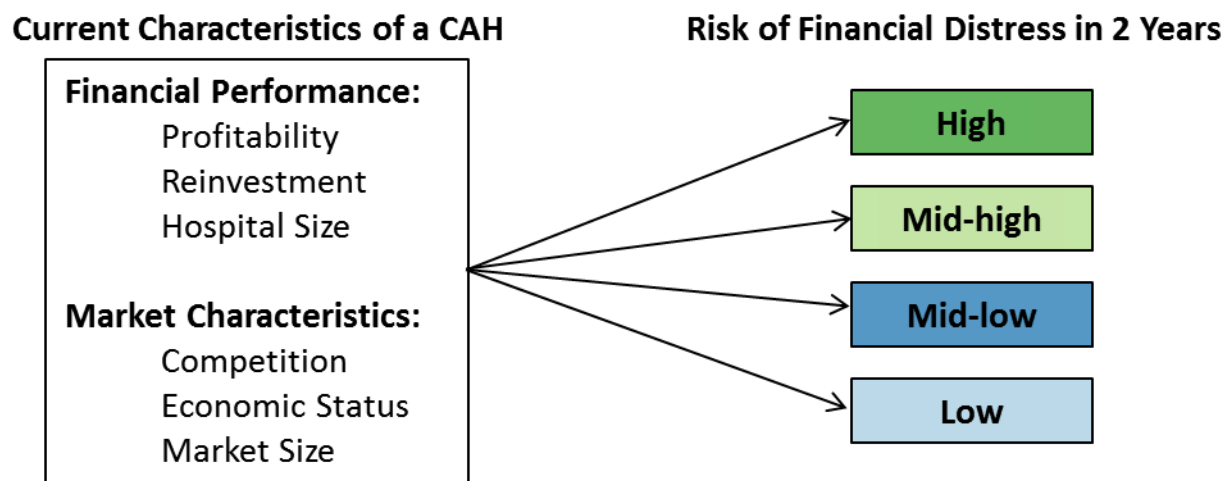 Current Characteristics of a CAH
Financial Performance:
Profitability
Reinvestment
Hospital Size
Market Characteristics:
Competition
Economic Status
Market Size
Risk of Financial Distress in 2 Years
High
Mid-high
Mid-low
Low